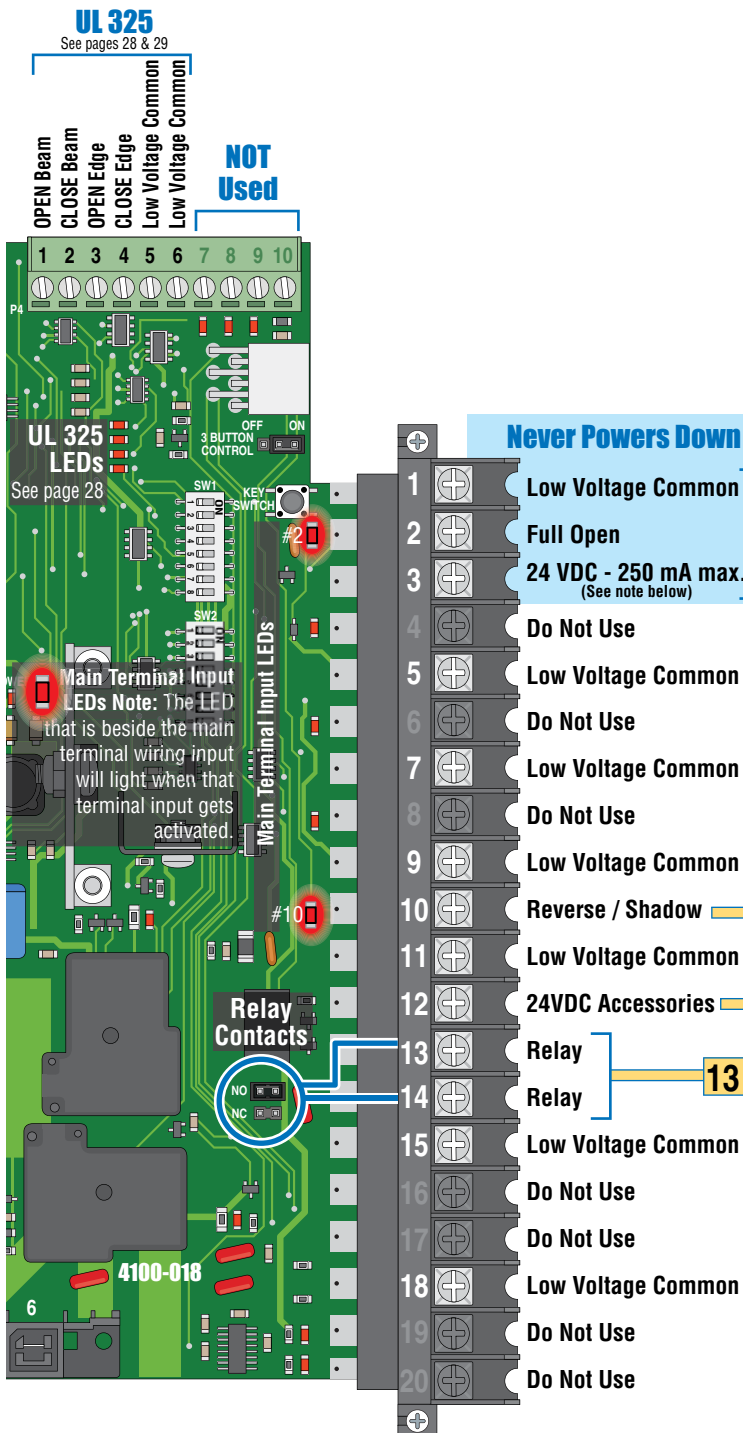 UL 325
See pages 28 & 29
OPEN Beam
CLOSE Beam
OPEN Edge
CLOSE Edge
Low Voltage Common
Low Voltage Common
NOT
Used
1 2 3 4 5 6 7 8 9 10
P4
UL 325
LEDs
See page 28
OFF ON
3 BUTTON
CONTROL
SW1
ON
1
2
3
4
5
6
7
8
KEY
SWITCH
#2
SW2
ON
1
2
3
Main Terminal Input
LEDs Note: The LED
that is beside the main
terminal wiring input
will light when that
terminal input gets
activated.
Main Terminal Input LEDs
#10
Relay
Contacts
NO
NC
4100-018
6
Never Powers Down
1 Low Voltage Common
2 Full Open
3 24 VDC - 250 mA max.
(See note below)
4 Do Not Use
5 Low Voltage Common
6 Do Not Use
7 Low Voltage Common
8 Do Not Use
9 Low Voltage Common
10 Reverse / Shadow
11 Low Voltage Common
12 24VDC Accessories
13 Relay
13
14 Relay
15 Low Voltage Common
16 Do Not Use
17 Do Not Use
18 Low Voltage Common
19 Do Not Use
20 Do Not Use